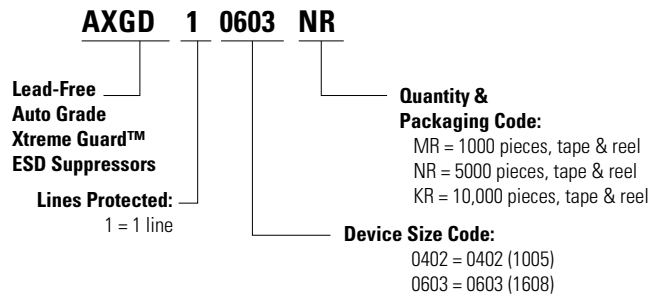 AXGD 1 0603 NR
Lead-Free
Auto Grade
Xtreme Guard™
ESD Suppressors
Lines Protected:
1 = 1 line
Quantity &
Packaging Code:
MR = 1000 pieces, tape & reel
NR = 5000 pieces, tape & reel
KR = 10,000 pieces, tape & reel
Device Size Code:
0402 = 0402 (1005)
0603 = 0603 (1608)